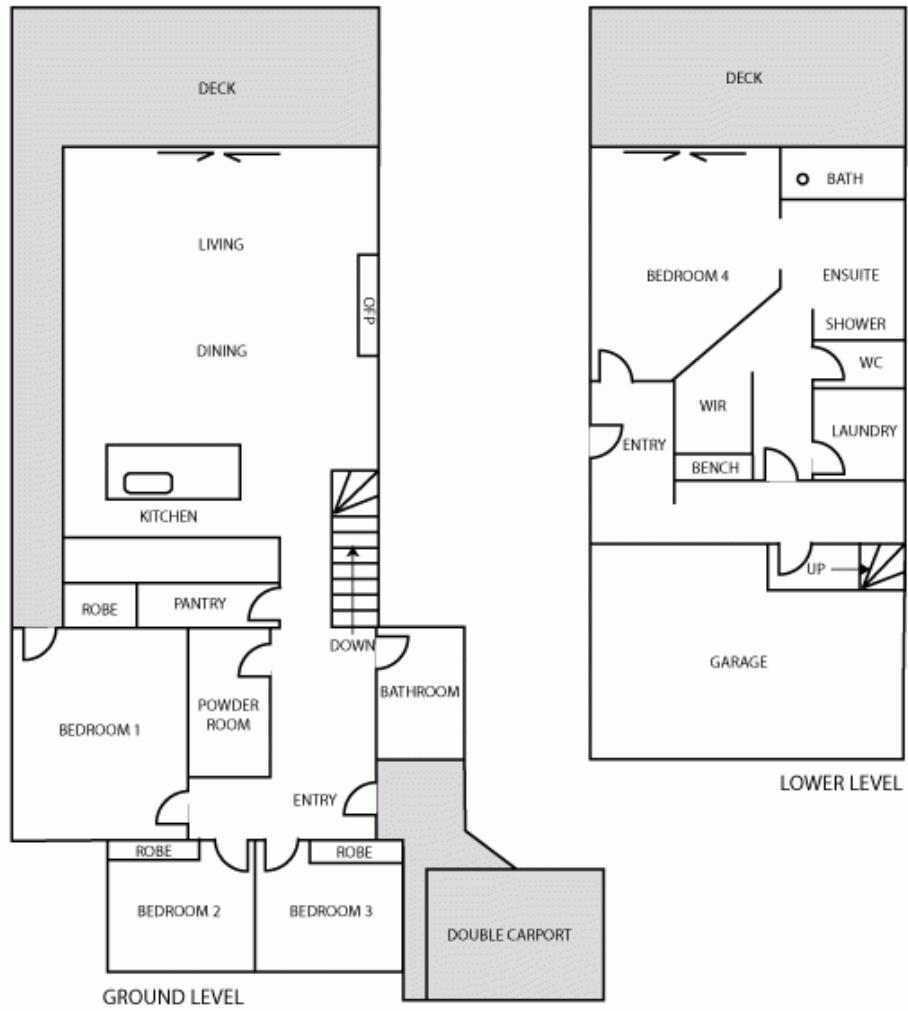 DECK
LIVING
OFP
DINING
KITCHEN
ROBE
PANTRY
DOWN
BATHROOM
POWDER
ROOM
BEDROOM 1
ENTRY
ROBE
ROBE
BEDROOM 2
BEDROOM 3
DOUBLE CARPORT
GROUND LEVEL
DECK
BATH
BEDROOM 4
ENSUITE
SHOWER
WC
WIR
LAUNDRY
ENTRY
BENCH
UP
GARAGE
LOWER LEVEL